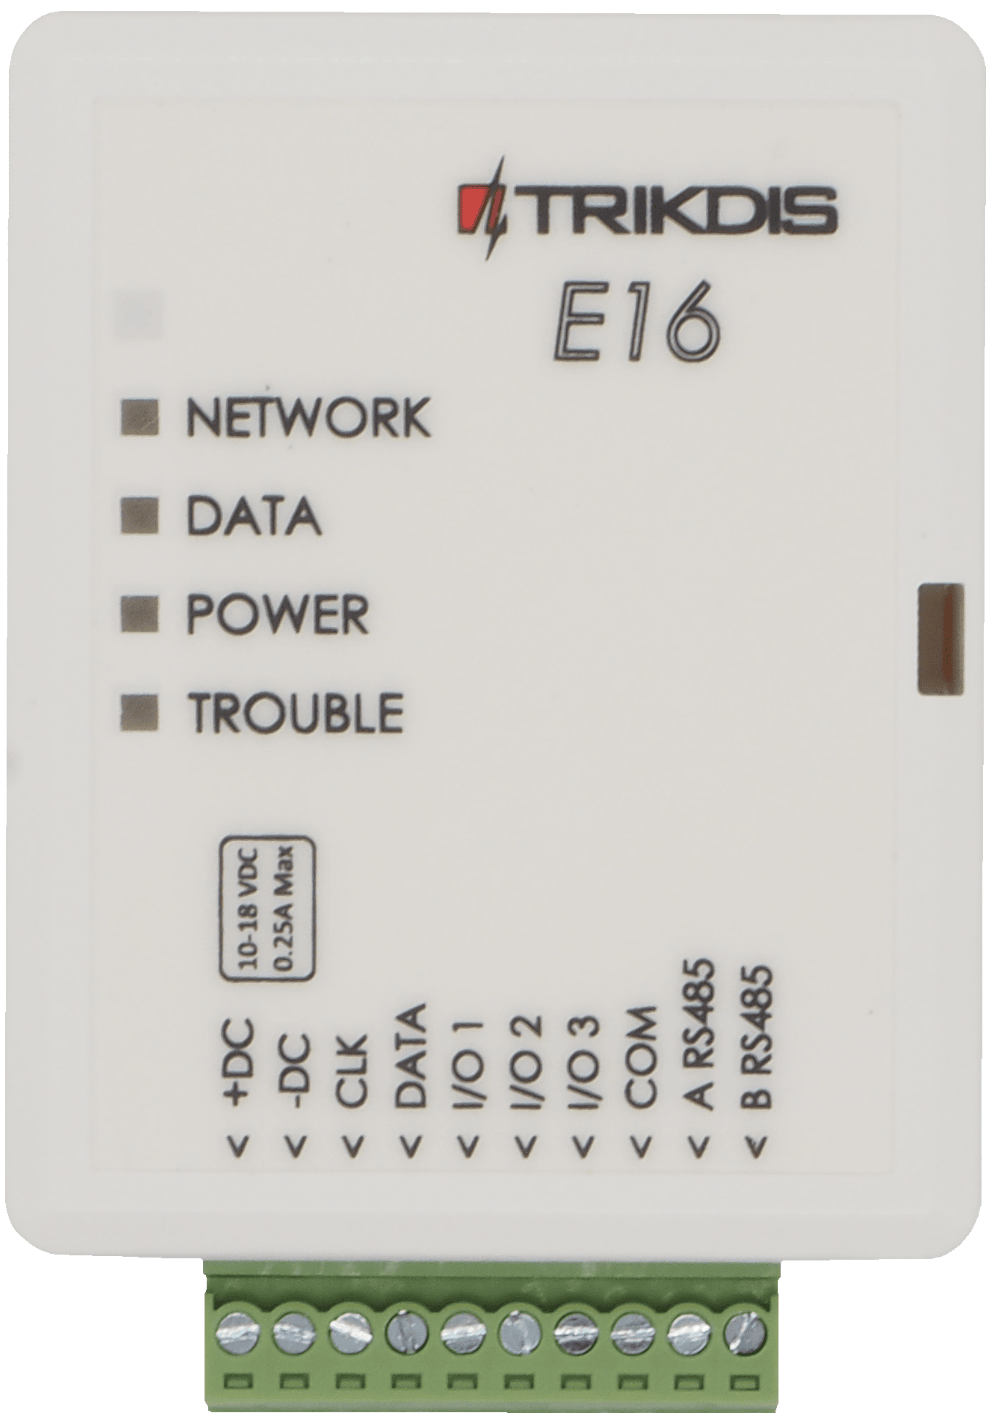 TRIKDIS
E16
NETWORK
DATA
POWER
TROUBLE
10-18 VDC
0.25A Max
< +DC
< -DC
< CLK
< DATA
< I/O 1
< I/O 2
< I/O 3
< COM
< A RS485
< B RS485